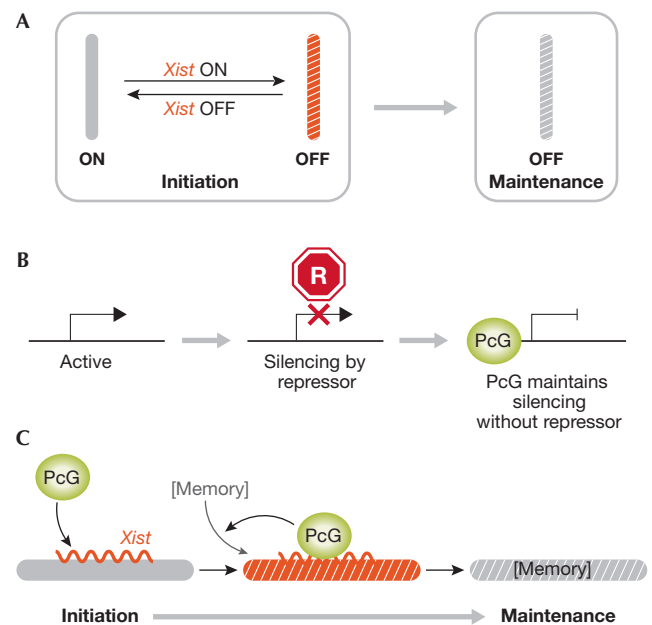 A
Xist ON
Xist OFF
ON
OFF
Initiation
OFF
Maintenance
B
R
Active
Silencing by
repressor
PcG
PcG maintains
silencing
without repressor
C
PcG
Xist
[Memory]
PcG
[Memory]
Initiation
Maintenance